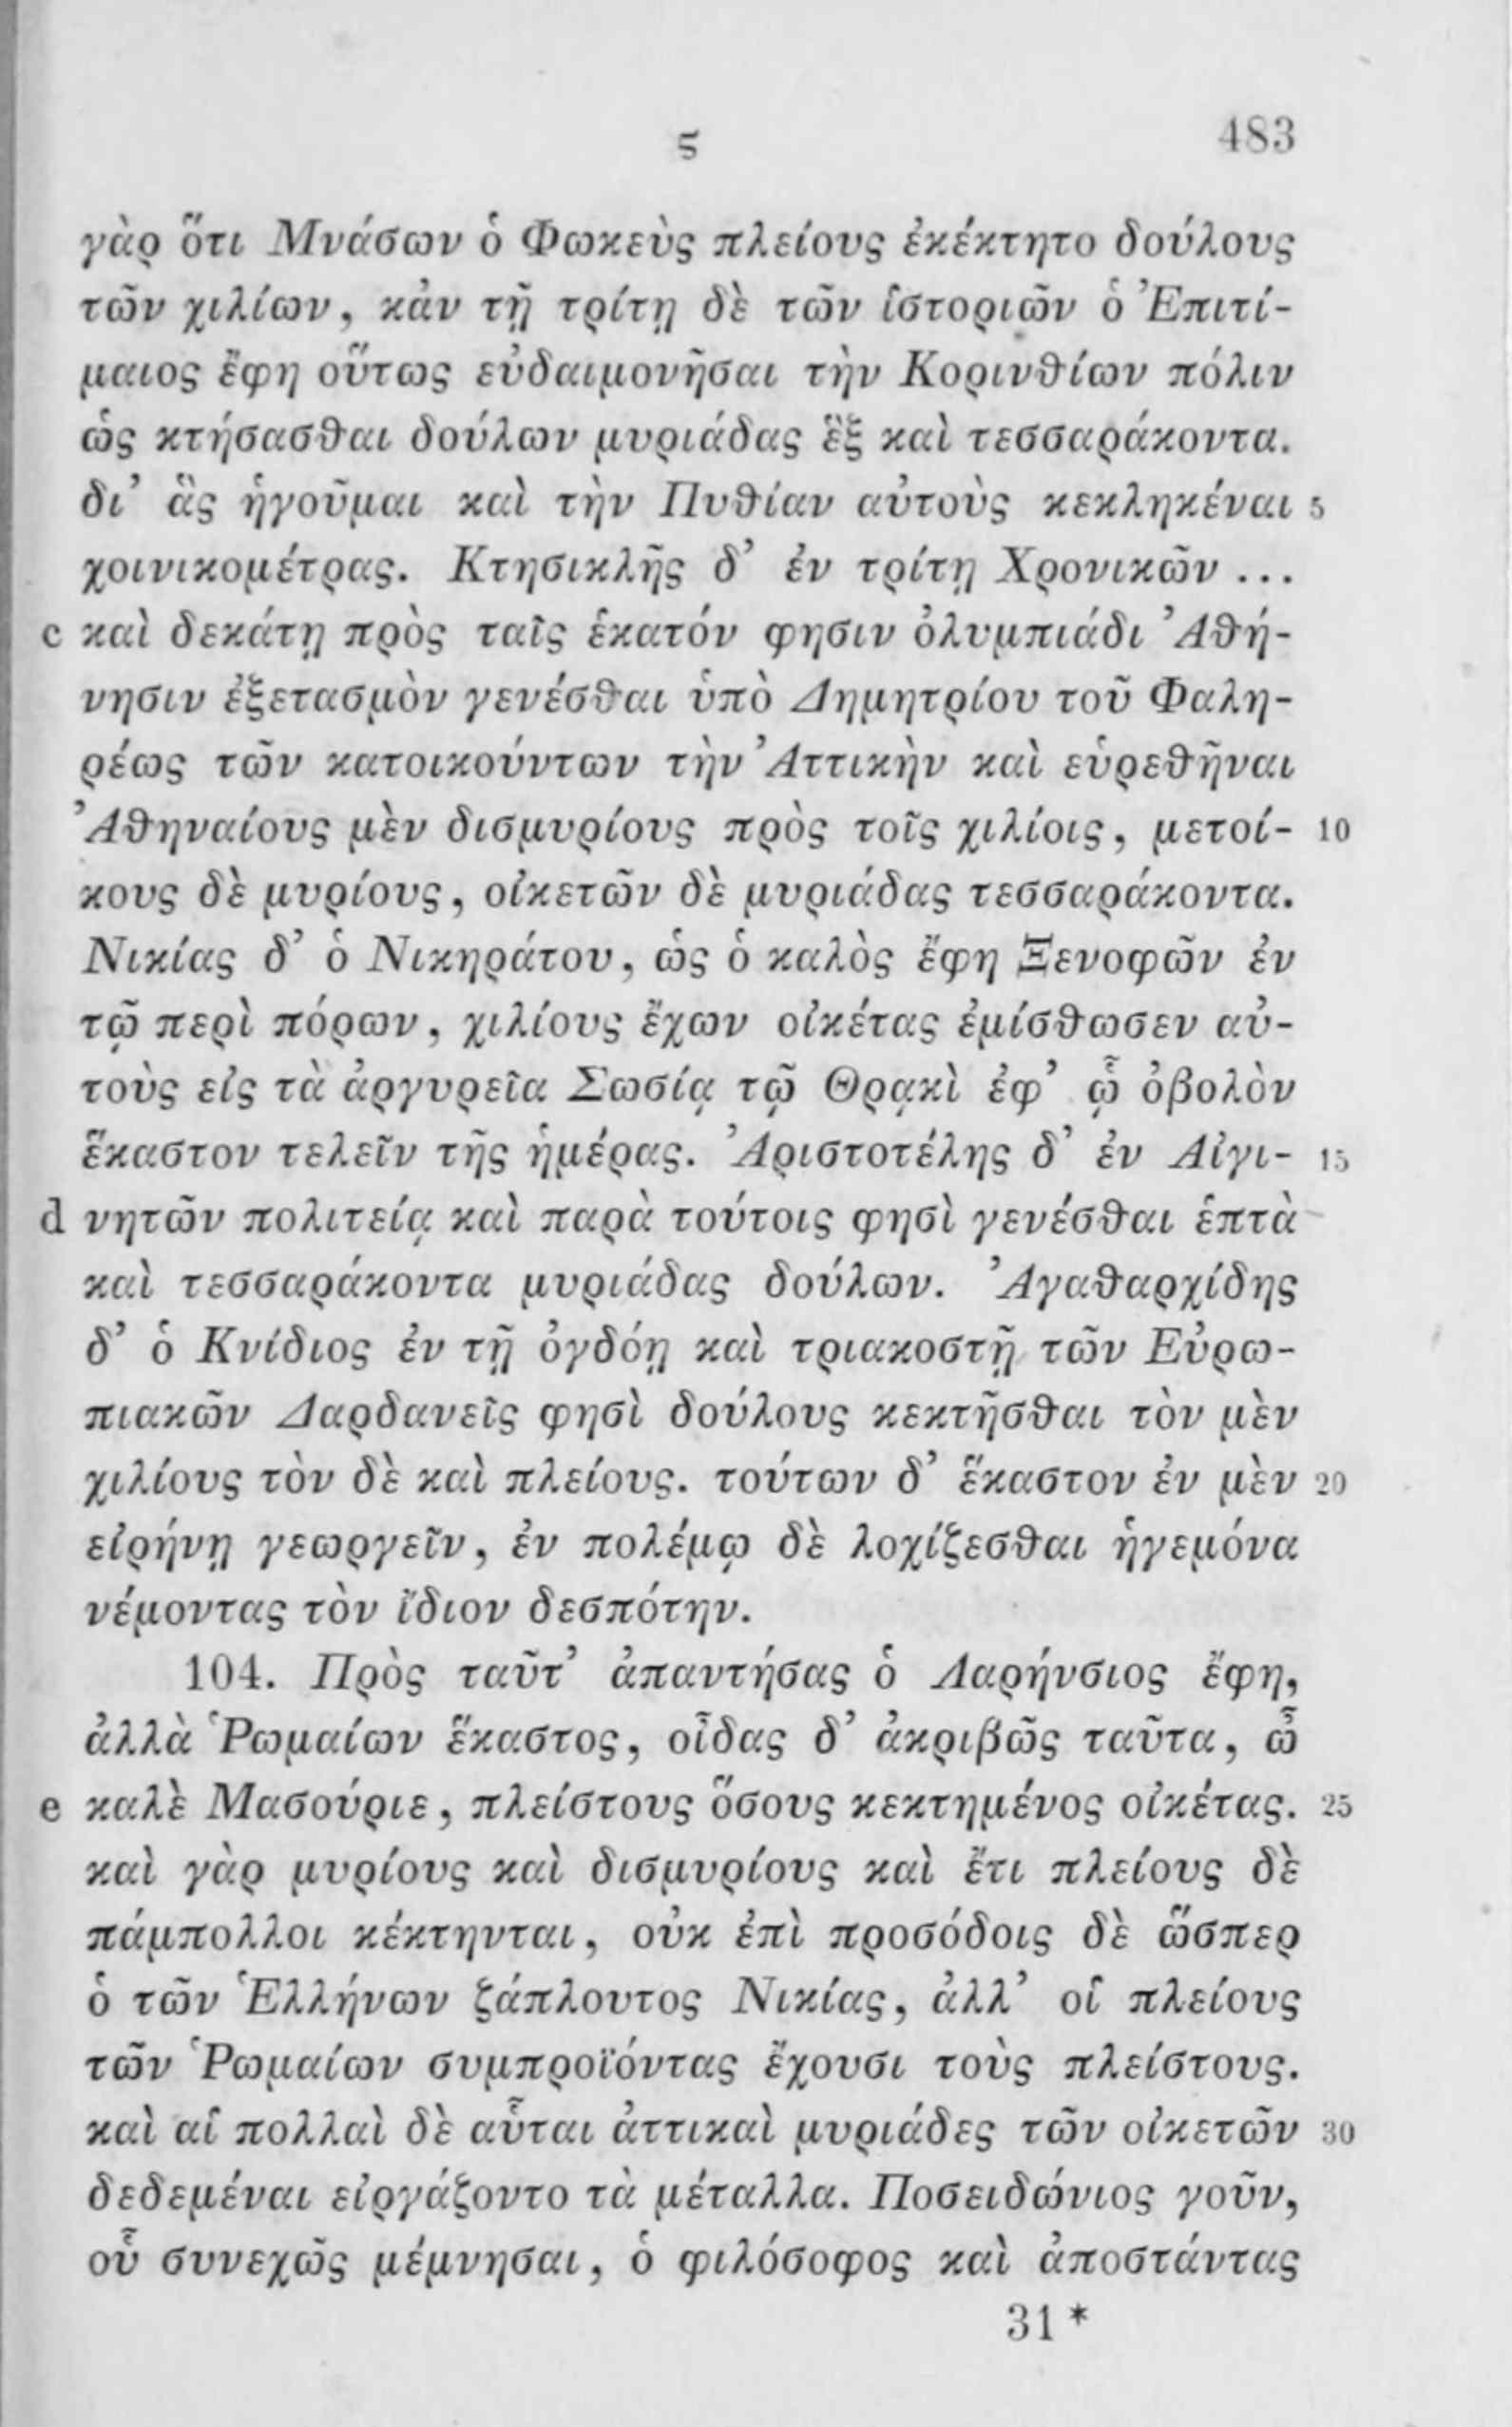 ϛ 483
γὰρ ὅτι Μνάσων ὁ Φωκεὺς πλείους ἐκέκτητο δούλους
τῶν χιλίων, κἀν τῇ τρίτῃ δὲ τῶν ἱστοριῶν ὁ Ἐπιτί-
μαιος ἔφη οὕτως εὐδαιμονῆσαι τὴν Κορινθίων πόλιν
ὡς κτήσασθαι δούλων μυριάδας ἓξ καὶ τεσσαράκοντα.
δι’ ἃς ἡγοῦμαι καὶ τὴν Πυθίαν αὐτοὺς κεκληκέναι 5
χοινικομέτρας. Κτησικλῆς δ’ ἐν τρίτῃ Χρονικῶν ...
c καὶ δεκάτῃ πρὸς ταῖς ἑκατόν φησιν ὀλυμπιάδι Ἀθή-
νησιν ἐξετασμὸν γενέσθαι ὑπὸ Δημητρίου τοῦ Φαλη-
ρέως τῶν κατοικούντων τὴν Ἀττικὴν καὶ εὑρεθῆναι
Ἀθηναίους μὲν δισμυρίους πρὸς τοῖς χιλίοις, μετοί- 10
κους δὲ μυρίους, οἰκετῶν δὲ μυριάδας τεσσαράκοντα.
Νικίας δ’ ὁ Νικηράτου, ὡς ὁ καλὸς ἔφη Ξενοφῶν ἐν
τῷ περὶ πόρων, χιλίους ἔχων οἰκέτας ἐμίσθωσεν αὐ-
τοὺς εἰς τὰ ἀργυρεῖα Σωσίᾳ τῷ Θρᾳκὶ ἐφ’ ᾧ ὀβολὸν
ἕκαστον τελεῖν τῆς ἡμέρας. Ἀριστοτέλης δ’ ἐν Αἰγι- 15
d νητῶν πολιτείᾳ καὶ παρὰ τούτοις φησὶ γενέσθαι ἑπτὰ
καὶ τεσσαράκοντα μυριάδας δούλων. Ἀγαθαρχίδης
δ’ ὁ Κνίδιος ἐν τῇ ὀγδόῃ καὶ τριακοστῇ τῶν Εὐρω-
πιακῶν Δαρδανεῖς φησὶ δούλους κεκτῆσθαι τὸν μὲν
χιλίους τὸν δὲ καὶ πλείους. τούτων δ’ ἕκαστον ἐν μὲν 20
εἰρήνῃ γεωργεῖν, ἐν πολέμῳ δὲ λοχίζεσθαι ἡγεμόνα
νέμοντας τὸν ἴδιον δεσπότην.
104. Πρὸς ταῦτ’ ἀπαντήσας ὁ Λαρήνσιος ἔφη,
ἀλλὰ Ῥωμαίων ἕκαστος, οἶδας δ’ ἀκριβῶς ταῦτα, ὦ
e καλὲ Μασούριε, πλείστους ὅσους κεκτημένος οἰκέτας. 25
καὶ γὰρ μυρίους καὶ δισμυρίους καὶ ἔτι πλείους δὲ
πάμπολλοι κέκτηνται, οὐκ ἐπὶ προσόδοις δὲ ὥσπερ
ὁ τῶν Ἑλλήνων ζάπλουτος Νικίας, ἀλλ’ οἱ πλείους
τῶν Ῥωμαίων συμπροϊόντας ἔχουσι τοὺς πλείστους.
καὶ αἱ πολλαὶ δὲ αὗται ἀττικαὶ μυριάδες τῶν οἰκετῶν 30
δεδεμέναι εἰργάζοντο τὰ μέταλλα. Ποσειδώνιος γοῦν,
οὗ συνεχῶς μέμνησαι, ὁ φιλόσοφος καὶ ἀποστάντας
31*